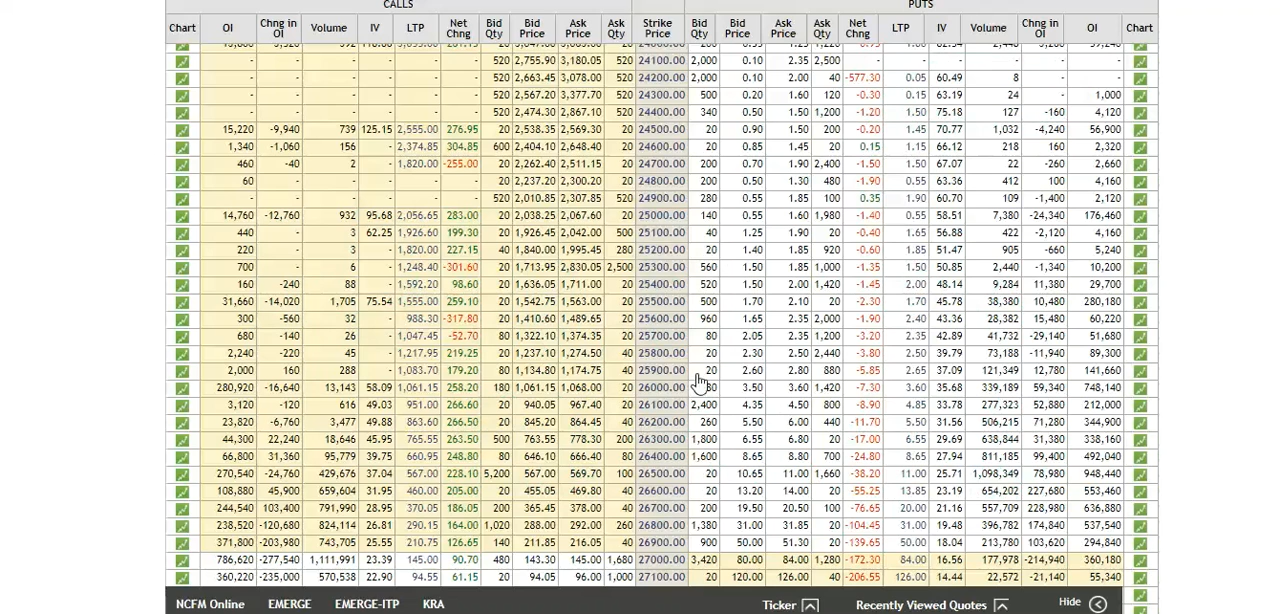 CALLS PUTS
Chart OI Chng in OI Volume IV LTP Net Chng Bid Qty Bid Price Ask Price Ask Qty Strike Price Bid Qty Bid Price Ask Price Ask Qty Net Chng LTP IV Volume Chng in OI OI Chart
- - - - - - 520 2,755.90 3,180.05 520 24100.00 2,000 0.10 2.35 2,500 - - - - - -
- - - - - - 520 2,663.45 3,078.00 520 24200.00 2,000 0.10 2.00 40 -577.30 0.05 60.49 8 - -
- - - - - - 520 2,567.20 3,377.70 520 24300.00 500 0.20 1.60 120 -0.30 0.15 63.19 24 - 1,000
- - - - - - 520 2,474.30 2,867.10 520 24400.00 340 0.50 1.50 1,200 -1.20 0.50 75.18 127 -160 4,120
15,220 -9,940 739 125.15 2,555.00 276.95 20 2,538.35 2,569.30 20 24500.00 20 0.90 1.50 200 -0.20 1.45 70.77 1,032 -4,240 56,900
1,340 -1,060 156 - 2,374.85 304.85 600 2,404.10 2,648.40 20 24600.00 20 0.85 1.45 20 0.15 1.15 66.12 218 160 2,320
460 -40 2 - 1,820.00 -255.00 20 2,262.40 2,511.15 20 24700.00 200 0.70 1.90 2,400 -1.50 0.55 67.07 22 -260 2,660
60 - - - - - 20 2,237.20 2,300.20 20 24800.00 200 0.50 1.30 480 -1.90 0.55 63.36 412 100 4,160
- - - - - - 520 2,010.85 2,307.85 520 24900.00 280 0.55 1.85 100 0.35 1.90 60.70 109 -1,400 2,120
14,760 -12,760 932 95.68 2,056.65 283.00 20 2,038.25 2,067.60 20 25000.00 140 0.55 1.60 1,980 -1.40 0.55 58.51 7,380 -24,340 176,460
440 - 3 62.25 1,926.60 199.30 20 1,926.45 2,042.00 500 25100.00 40 1.25 1.90 20 -0.40 1.65 56.88 422 -2,120 4,160
220 - 3 - 1,820.00 227.15 40 1,840.00 1,995.45 280 25200.00 20 1.40 1.85 920 -0.60 1.85 51.47 905 -660 5,240
700 - 6 - 1,248.40 -301.60 20 1,713.95 2,830.05 2,500 25300.00 560 1.50 1.85 1,000 -1.35 1.50 50.85 2,440 -1,340 10,200
160 -240 88 - 1,592.20 98.60 20 1,636.05 1,711.00 20 25400.00 520 1.50 2.00 1,420 -1.45 2.00 48.14 9,284 11,380 29,700
31,660 -14,020 1,705 75.54 1,555.00 259.10 20 1,542.75 1,563.00 20 25500.00 500 1.70 2.10 20 -2.30 1.70 45.78 38,380 10,480 280,180
300 -560 32 - 988.30 -317.80 20 1,410.60 1,489.65 20 25600.00 960 1.65 2.35 2,000 -1.90 2.40 43.36 28,382 15,480 60,220
680 -140 26 - 1,047.45 -52.70 80 1,322.10 1,374.35 20 25700.00 80 2.05 2.35 1,200 -3.20 2.35 42.89 41,732 -29,140 51,680
2,240 -220 45 - 1,217.95 219.25 20 1,237.10 1,274.50 40 25800.00 20 2.30 2.50 2,440 -3.80 2.50 39.79 73,188 -11,940 89,300
2,000 160 288 - 1,083.70 179.20 80 1,134.80 1,174.75 40 25900.00 20 2.60 2.80 880 -5.85 2.65 37.09 121,349 12,780 141,660
280,920 -16,640 13,143 58.09 1,061.15 258.20 180 1,061.15 1,068.00 20 26000.00 3.50 3.60 1,420 -7.30 3.60 35.68 339,189 59,340 748,140
3,120 -120 616 49.03 951.00 266.60 20 940.05 967.40 20 26100.00 2,400 4.35 4.50 800 -8.90 4.85 33.78 277,323 52,880 212,000
23,820 -6,760 3,477 49.88 863.60 266.50 20 845.20 864.45 40 26200.00 260 5.50 6.00 440 -11.70 5.50 31.56 506,215 71,280 344,900
44,300 22,240 18,646 45.95 765.55 263.50 500 763.55 778.30 200 26300.00 1,800 6.55 6.80 20 -17.00 6.55 29.69 638,844 31,380 338,160
66,800 31,360 95,779 39.75 660.95 248.80 80 646.10 666.40 80 26400.00 1,600 8.65 8.80 700 -24.80 8.65 27.94 811,185 99,400 492,040
270,540 -24,760 429,676 37.04 567.00 228.10 5,200 567.00 569.70 100 26500.00 20 10.65 11.00 1,660 -38.20 11.00 25.71 1,098,349 78,980 948,440
108,880 45,900 659,604 31.95 460.00 205.00 20 455.05 469.80 40 26600.00 20 13.20 14.00 20 -55.25 13.85 23.19 654,202 227,680 553,460
244,540 103,400 791,990 28.95 370.05 186.05 200 365.45 378.00 40 26700.00 200 19.50 20.50 100 -76.65 20.00 21.16 557,709 228,980 636,880
238,520 -120,680 824,114 26.81 290.15 164.00 1,020 288.00 292.00 260 26800.00 1,380 31.00 31.85 20 -104.45 31.00 19.48 396,782 174,840 537,540
371,800 -203,980 743,705 25.55 210.75 126.65 140 211.85 216.05 40 26900.00 900 50.00 51.30 20 -139.65 50.00 18.04 213,780 103,620 294,840
786,620 -277,540 1,111,991 23.39 145.00 90.70 480 143.30 145.00 1,680 27000.00 3,420 80.00 84.00 1,280 -172.30 84.00 16.56 177,978 -214,940 360,180
360,220 -235,000 570,538 22.90 94.55 61.15 20 94.05 96.00 1,000 27100.00 20 120.00 126.00 40 -206.55 126.00 14.44 22,572 -21,140 55,340
NCFM Online EMERGE EMERGE-ITP KRA Ticker Recently Viewed Quotes Hide